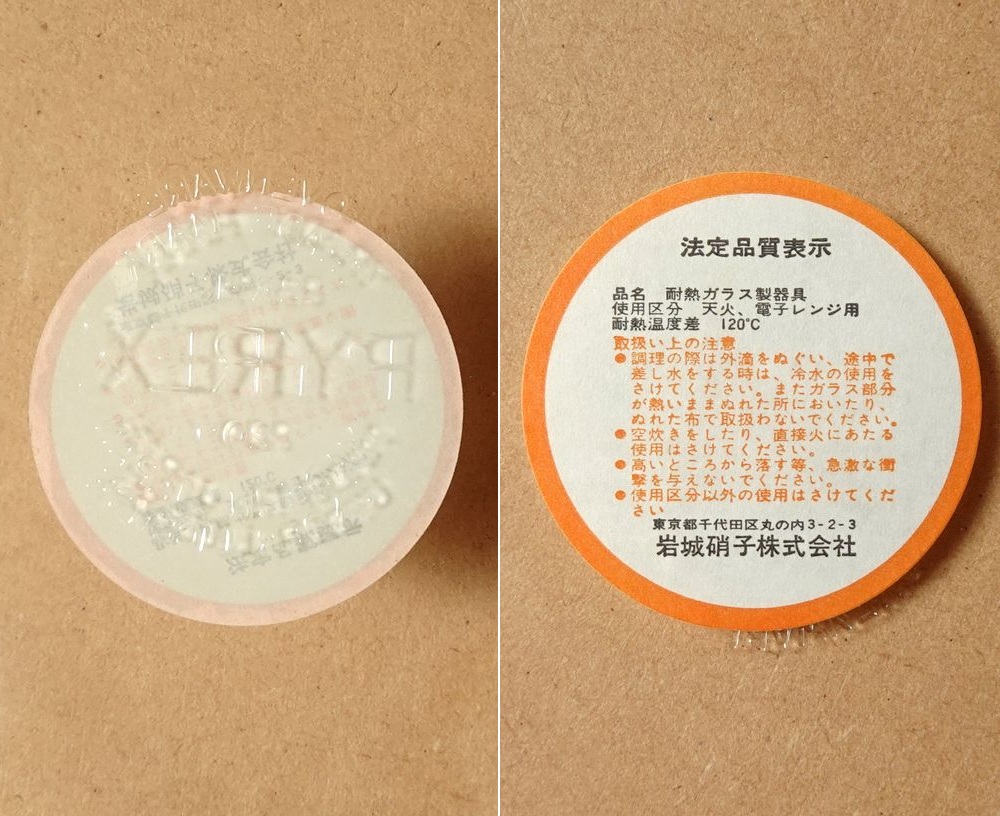 PYREX
法定品質表示
品名 耐熱ガラス製器具
使用区分 天火、電子レンジ用
耐熱温度差 120℃
取扱い上の注意
●調理の際は外滴をぬぐい、途中で
差し水をする時は、冷水の使用を
さけてください。またガラス部分
が熱いままぬれた所においたり、
ぬれた布で取扱わないでください。
●空炊きをしたり、直接火にあたる
使用はさけてください。
●高いところから落す等、急激な衝
撃を与えないでください。
●使用区分以外の使用はさけてくだ
さい
東京都千代田区丸の内3-2-3
岩城硝子株式会社